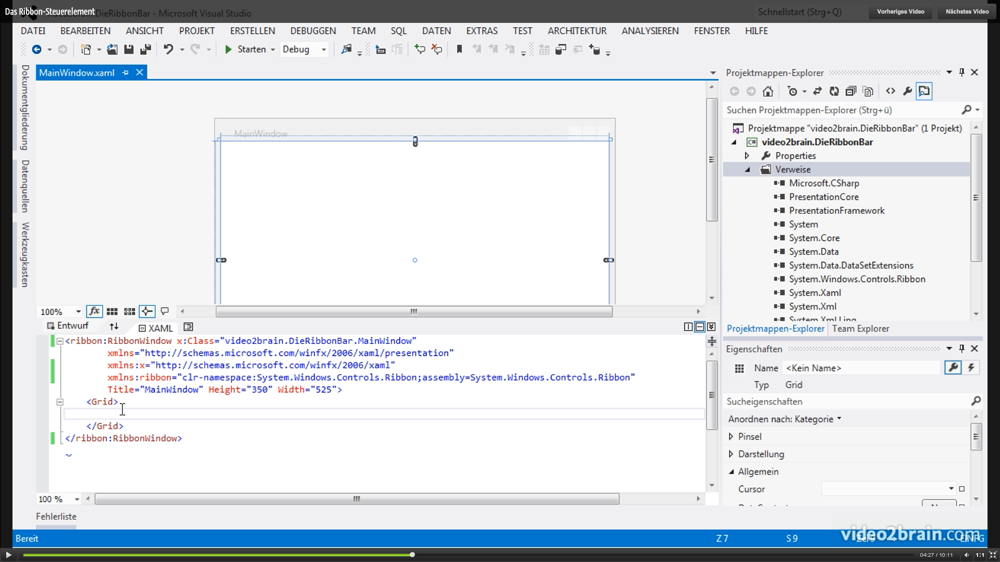 Das Ribbon-Steuerelement
DieRibbonBar - Microsoft Visual Studio
Schnellstart (Strg+Q)
Vorheriges Video
Nächstes Video
DATEI BEARBEITEN ANSICHT PROJEKT ERSTELLEN DEBUGGEN TEAM SQL DATEN EXTRAS TEST ARCHITEKTUR ANALYSIEREN FENSTER HILFE
Starten Debug
Dokumentgliederung
Datenquellen
Werkzeugkasten
MainWindow.xaml
MainWindow
100%
Entwurf
XAML
<ribbon:RibbonWindow x:Class="video2brain.DieRibbonBar.MainWindow"
xmlns="http://schemas.microsoft.com/winfx/2006/xaml/presentation"
xmlns:x="http://schemas.microsoft.com/winfx/2006/xaml"
xmlns:ribbon="clr-namespace:System.Windows.Controls.Ribbon;assembly=System.Windows.Controls.Ribbon"
Title="MainWindow" Height="350" Width="525">
<Grid>
</Grid>
</ribbon:RibbonWindow>
100 %
Fehlerliste
Projektmappen-Explorer
Suchen Projektmappen-Explorer (Strg+ü)
Projektmappe "video2brain.DieRibbonBar" (1 Projekt)
C# video2brain.DieRibbonBar
Properties
Verweise
Microsoft.CSharp
PresentationCore
PresentationFramework
System
System.Core
System.Data
System.Data.DataSetExtensions
System.Windows.Controls.Ribbon
System.Xaml
System.Xml
System.Xml.Linq
Projektmappen-Explorer Team Explorer
Eigenschaften
Name <Kein Name>
Typ Grid
Sucheigenschaften
Anordnen nach: Kategorie
Pinsel
Darstellung
Allgemein
Cursor
Bereit
Z 7
S 9
EINFG
video2brain.com
04:27 / 10:11
1:1